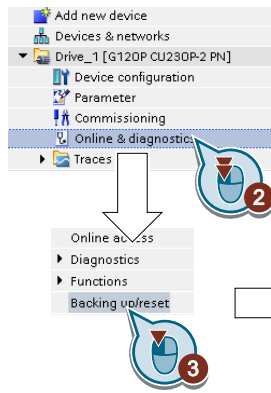 Add new device
Devices & networks
Drive_1 [G120P CU230P-2 PN]
Device configuration
Parameter
Commissioning
Online & diagnostics
Traces
2
Online access
Diagnostics
Functions
Backing up/reset
3